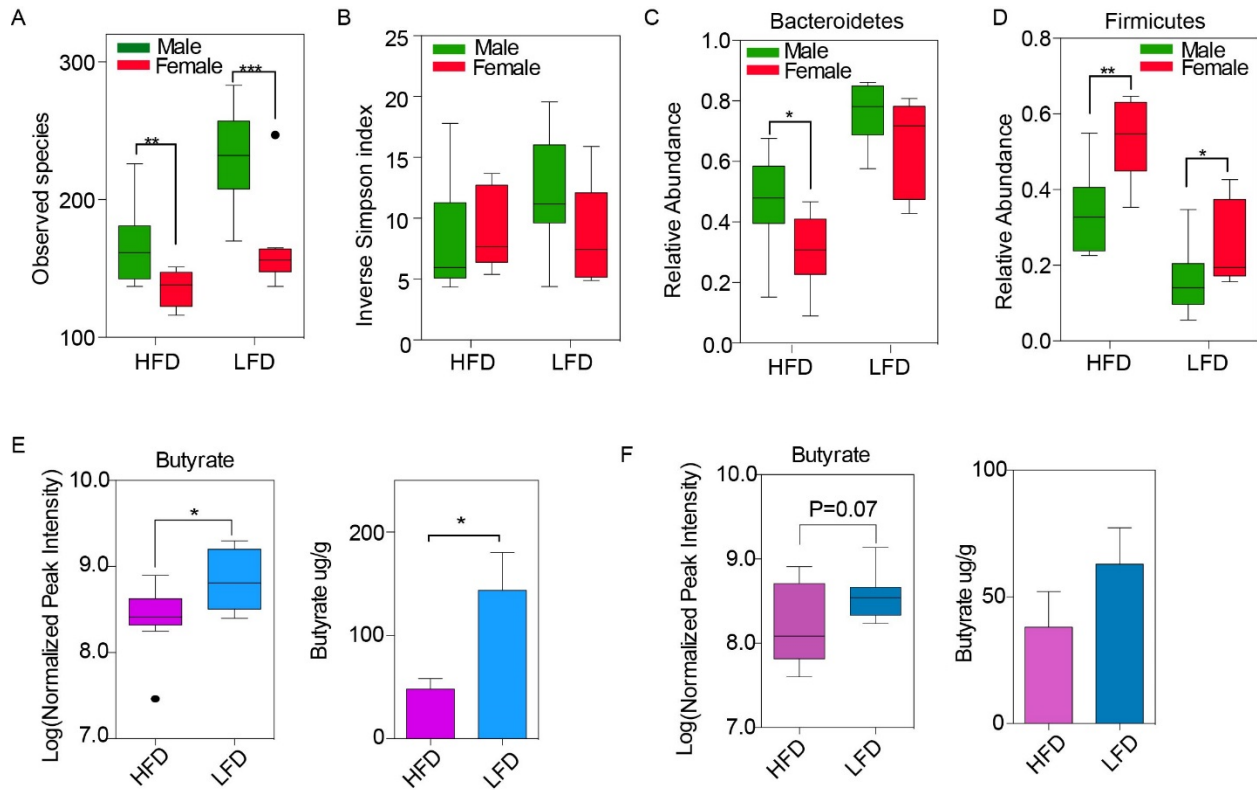 A
Male
Female
Observed species
300
200
100
**
***
HFD
LFD
B
Male
Female
Inverse Simpson index
25
20
15
10
5
0
HFD
LFD
C
Bacteroidetes
Male
Female
Relative Abundance
1.0
0.8
0.6
0.4
0.2
0.0
*
HFD
LFD
D
Firmicutes
Male
Female
Relative Abundance
0.8
0.6
0.4
0.2
0.0
**
*
HFD
LFD
E
Butyrate
Log(Normalized Peak Intensity)
10.0
9.0
8.0
7.0
*
HFD
LFD
Butyrate ug/g
200
100
0
*
HFD
LFD
F
Butyrate
Log(Normalized Peak Intensity)
10.0
9.0
8.0
7.0
P=0.07
HFD
LFD
Butyrate ug/g
100
50
0
HFD
LFD